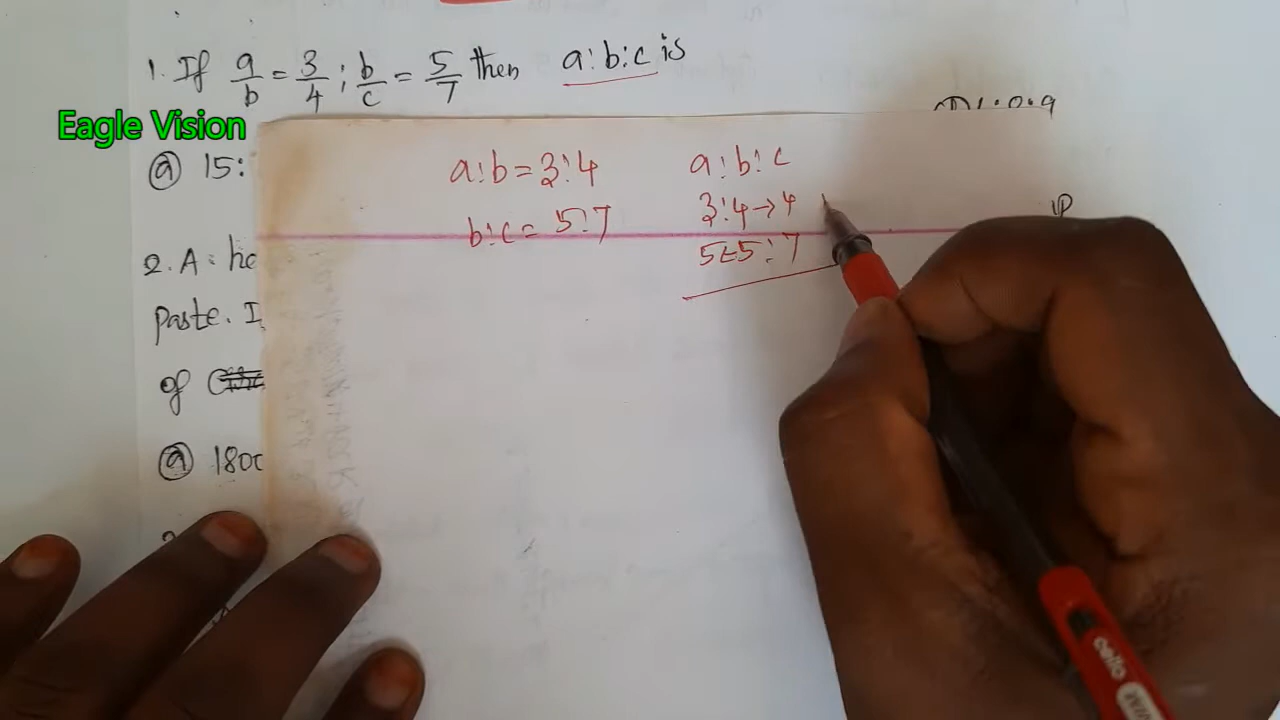 1. If a/b = 3/4 ; b/c = 5/7 then a:b:c is
Eagle Vision
a:b = 3:4
a:b:c
ⓐ 15:
3:4→4
b:c = 5:7
5←5:7
2. A
Paste. I
of
ⓐ 180
cello